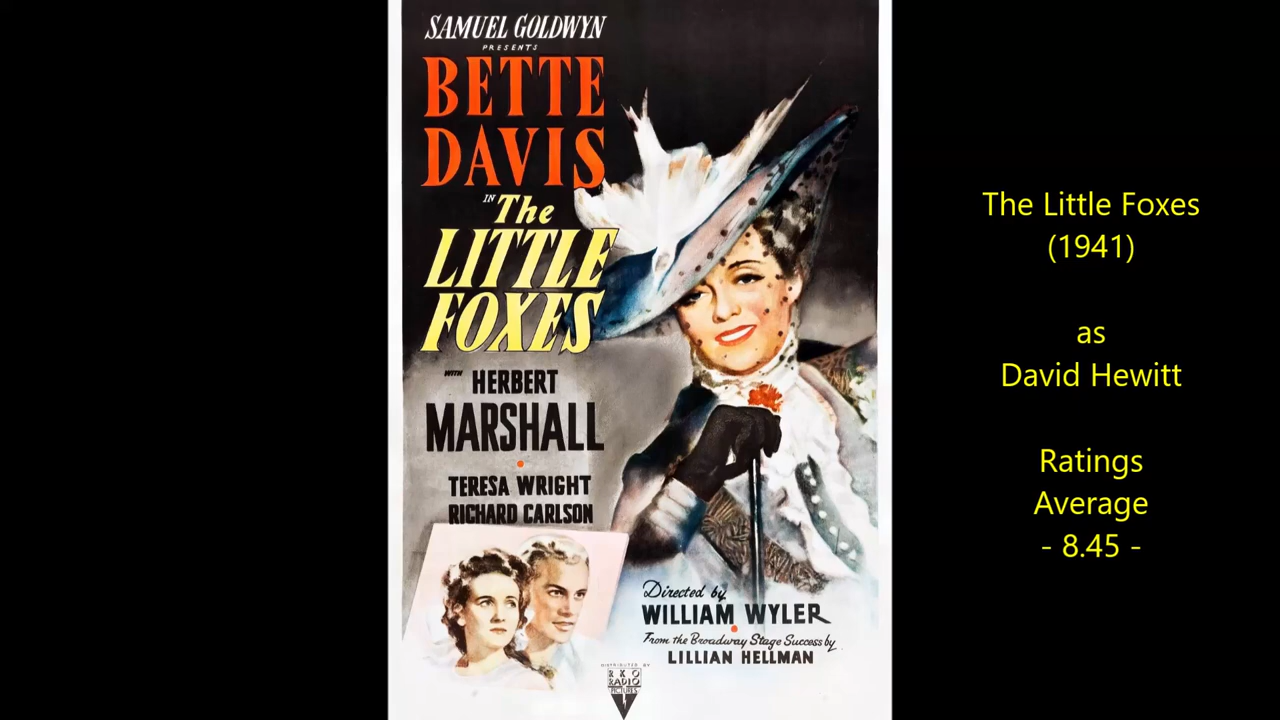 SAMUEL GOLDWYN
PRESENTS
BETTE
DAVIS
IN The
LITTLE
FOXES
WITH HERBERT
MARSHALL
TERESA WRIGHT
RICHARD CARLSON
Directed by
WILLIAM WYLER
From the Broadway Stage Success by
LILLIAN HELLMAN
DISTRIBUTED BY
RKO
RADIO
PICTURES
The Little Foxes
(1941)
as
David Hewitt
Ratings
Average
- 8.45 -